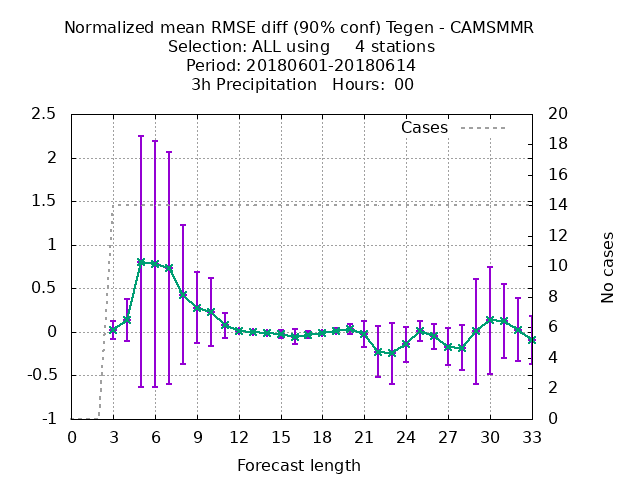 Normalized mean RMSE diff (90% conf) Tegen - CAMSMMR
Selection: ALL using     4 stations
Period: 20180601-20180614
3h Precipitation   Hours:  00
Cases
2.5
2
1.5
1
0.5
0
-0.5
-1
20
18
16
14
12
10
8
6
4
2
0
No cases
0 3 6 9 12 15 18 21 24 27 30 33
Forecast length